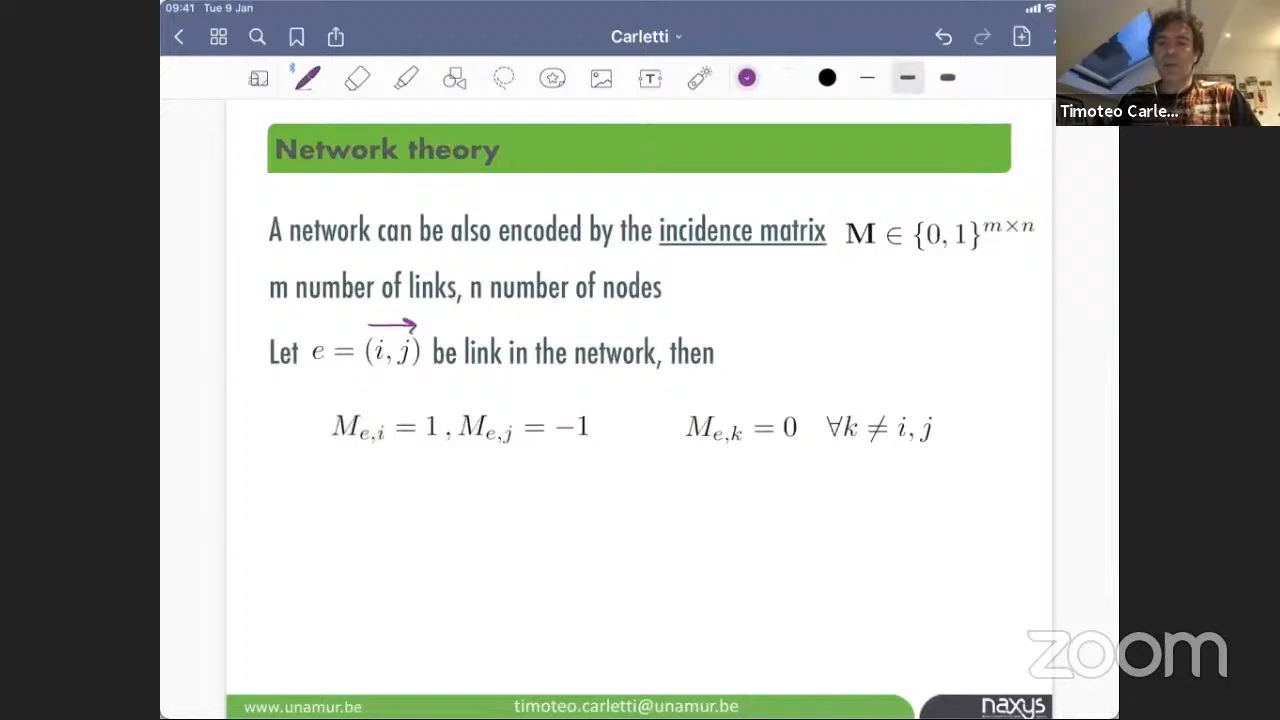 09:41 Tue 9 Jan
Carletti
Timoteo Carle...
Network theory
A network can be also encoded by the incidence matrix M ∈ {0, 1}^{m×n}
m number of links, n number of nodes
Let e = (i, j) be link in the network, then
M_{e,i} = 1 , M_{e,j} = −1 M_{e,k} = 0 ∀k ≠ i, j
zoom
www.unamur.be timoteo.carletti@unamur.be naxys